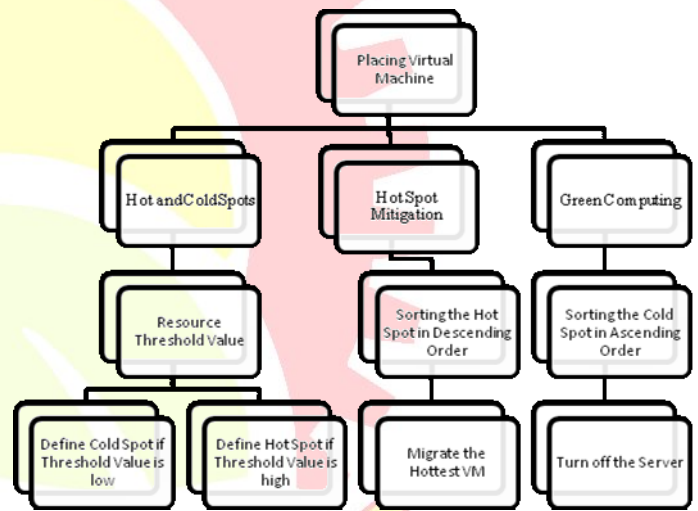 Placing Virtual
Machine
Hot and Cold Spots
Hot Spot
Mitigation
Green Computing
Resource
Threshold Value
Sorting the Hot
Spot in Descending
Order
Sorting the Cold
Spot in Ascending
Order
Define Cold Spot if
Threshold Value is
low
Define Hot Spot if
Threshold Value is
high
Migrate the
Hottest VM
Turn off the Server